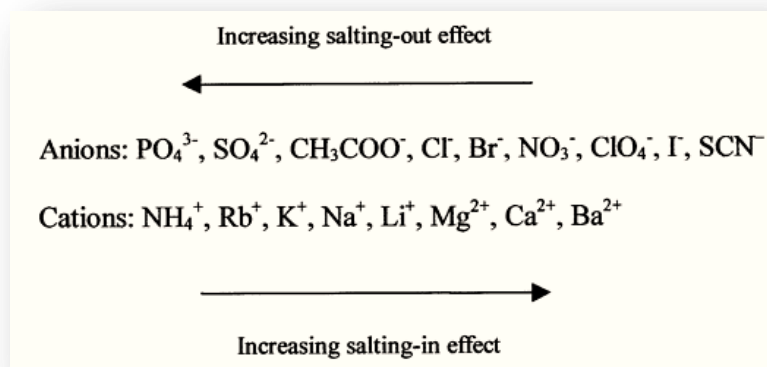 Increasing salting-out effect
Anions: PO₄³⁻, SO₄²⁻, CH₃COO⁻, Cl⁻, Br⁻, NO₃⁻, ClO₄⁻, I⁻, SCN⁻
Cations: NH₄⁺, Rb⁺, K⁺, Na⁺, Li⁺, Mg²⁺, Ca²⁺, Ba²⁺
Increasing salting-in effect